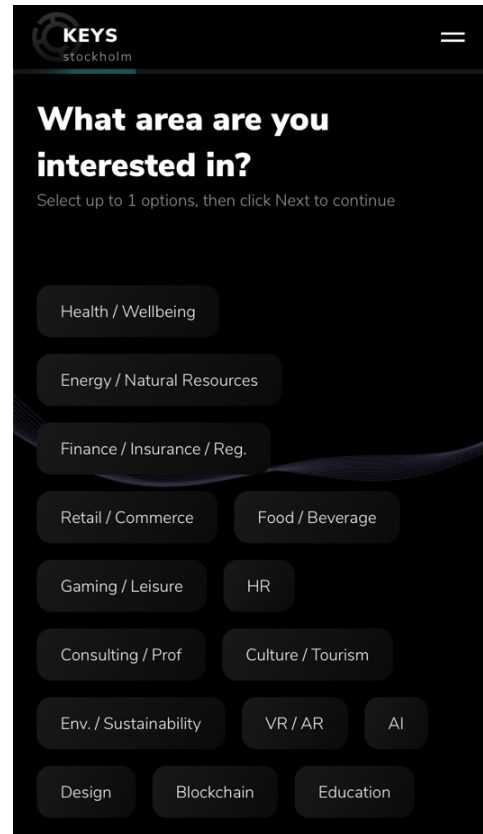 KEYS
stockholm
What area are you
interested in?
Select up to 1 options, then click Next to continue
Health / Wellbeing
Energy / Natural Resources
Finance / Insurance / Reg.
Retail / Commerce Food / Beverage
Gaming / Leisure HR
Consulting / Prof Culture / Tourism
Env. / Sustainability VR / AR AI
Design Blockchain Education